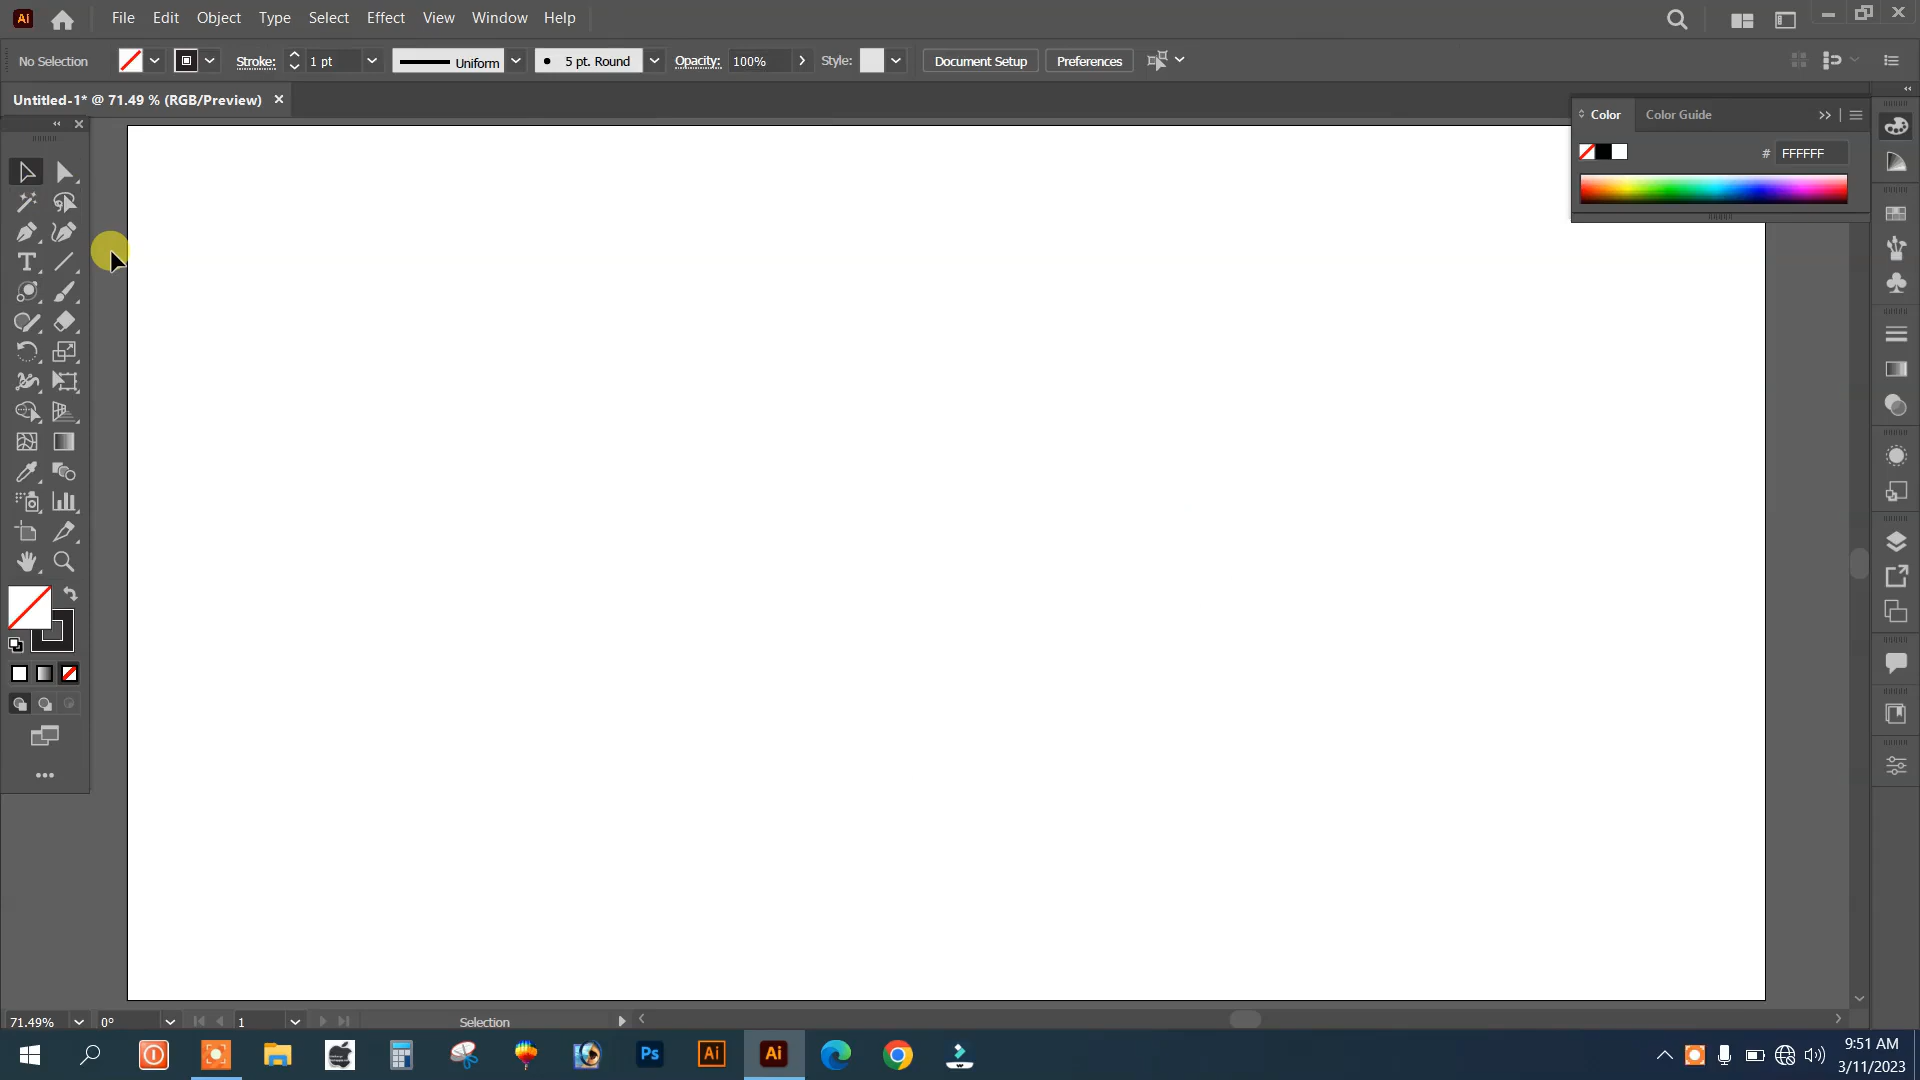 Ai File Edit Object Type Select Effect View Window Help
No Selection Stroke: 1 pt Uniform 5 pt. Round Opacity: 100% Style: Document Setup Preferences
Untitled-1* @ 71.49 % (RGB/Preview)
Color Color Guide
# FFFFFF
71.49% 0° 1 Selection
Ps Ai Ai
9:51 AM
3/11/2023